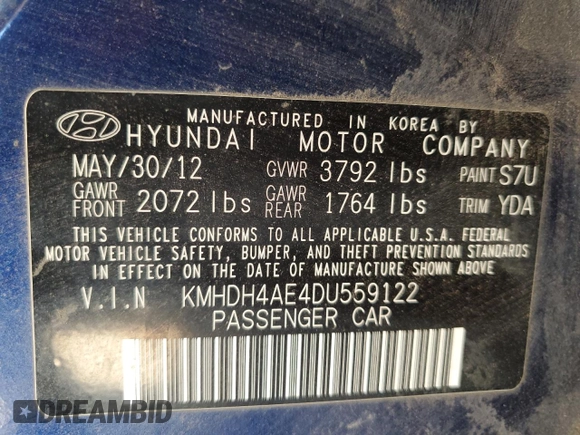 MANUFACTURED IN KOREA BY
HYUNDAI MOTOR COMPANY
MAY/30/12 GVWR 3792 lbs PAINT S7U
GAWR FRONT 2072 lbs GAWR REAR 1764 lbs TRIM YDA
THIS VEHICLE CONFORMS TO ALL APPLICABLE U.S.A. FEDERAL
MOTOR VEHICLE SAFETY, BUMPER, AND THEFT PREVENTION STANDARDS
IN EFFECT ON THE DATE OF MANUFACTURE SHOWN ABOVE
V.I.N KMHDH4AE4DU559122
PASSENGER CAR
DREAMBID